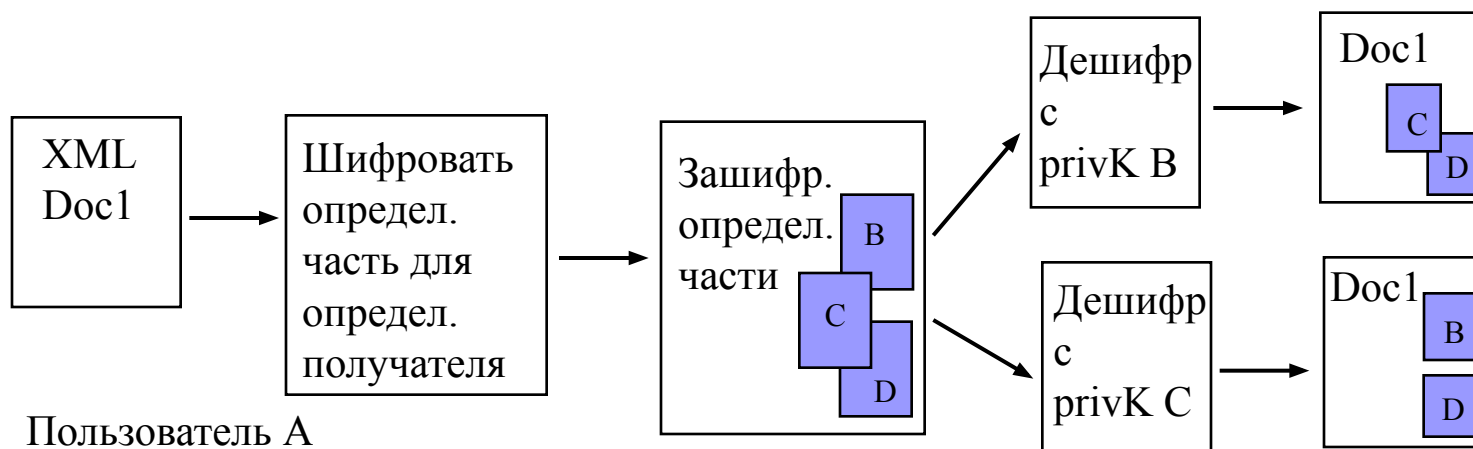 XML
Doc1
Шифровать
определ.
часть для
определ.
получателя
Пользователь А
Зашифр.
определ.
части
B
C
D
Дешифр
с
privK B
Doc1
C
D
Дешифр
с
privK C
Doc1
B
D